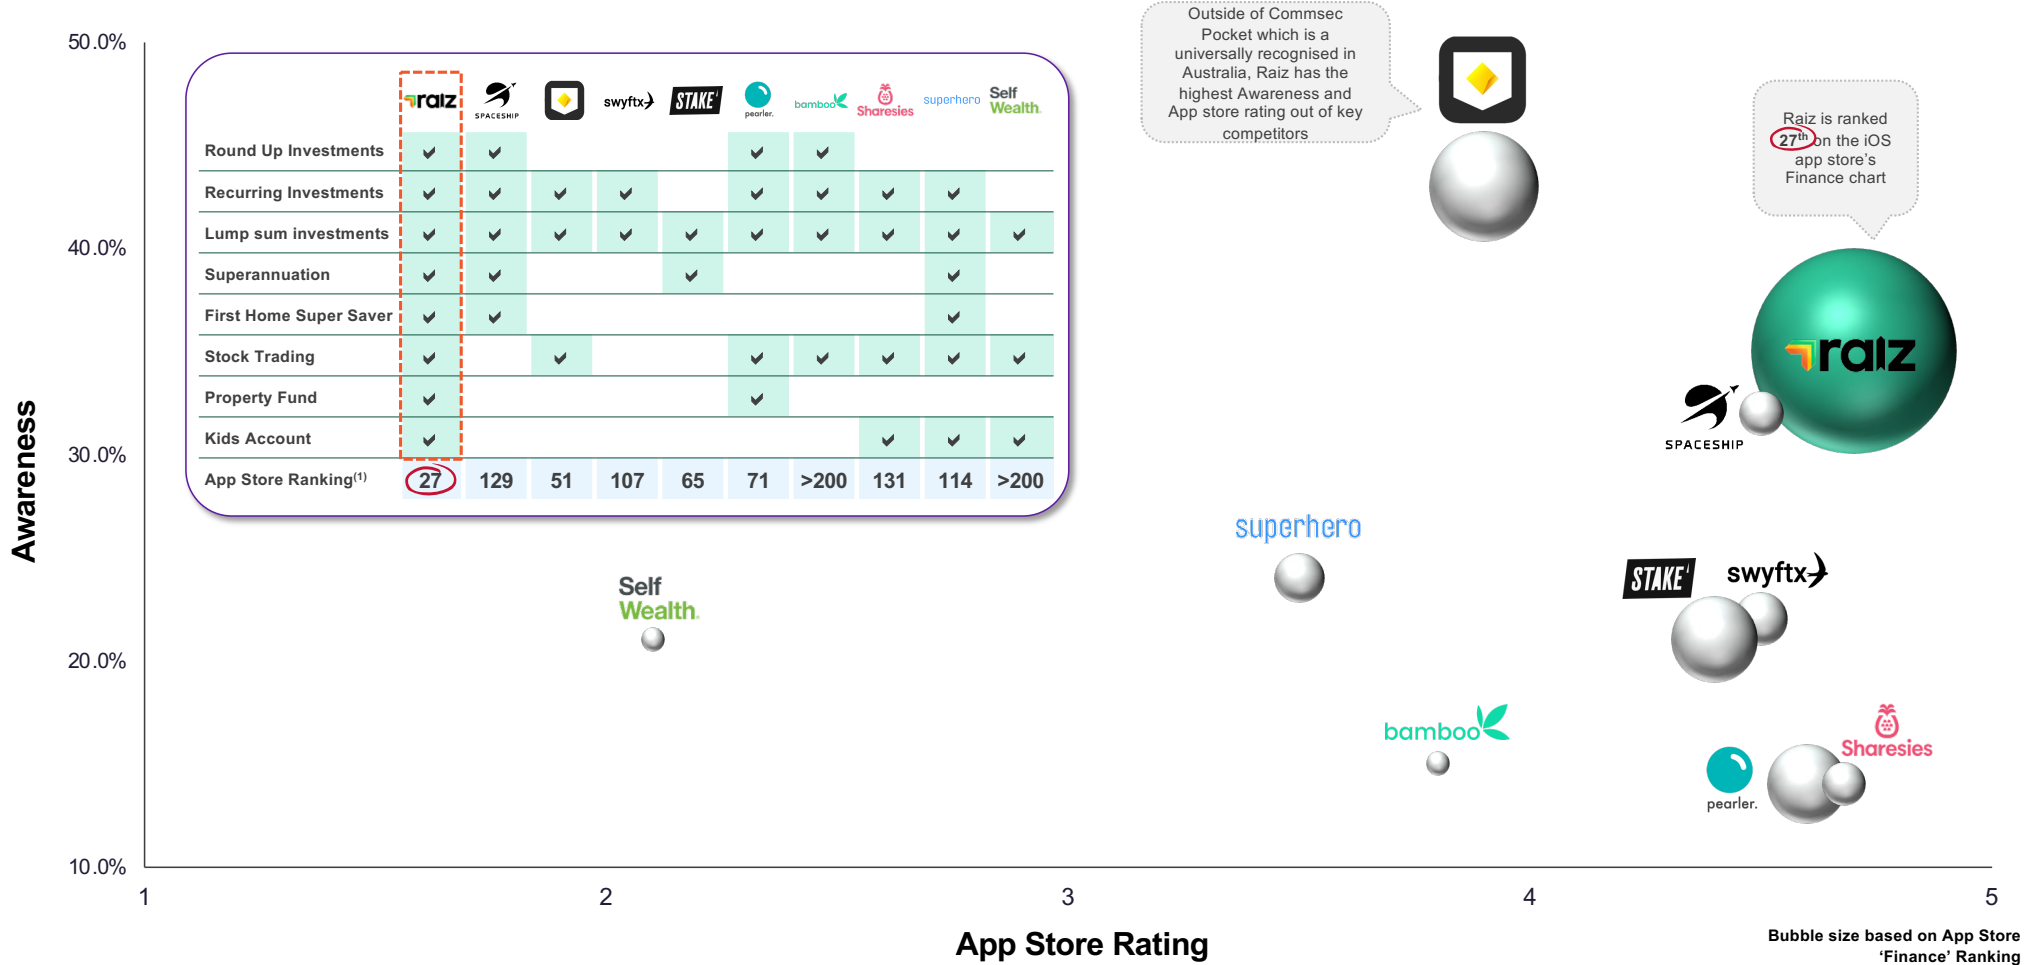 Outside of Commsec
Pocket which is a
universally recognised in
Australia, Raiz has the
highest Awareness and
App store rating out of key
competitors
Raiz is ranked
27th on the iOS
app store's
Finance chart
50.0%
40.0%
30.0%
20.0%
10.0%
Awareness
raiz SPACESHIP swyftx STAKE pearler. bamboo Sharesies superhero Self Wealth.
Round Up Investments
Recurring Investments
Lump sum investments
Superannuation
First Home Super Saver
Stock Trading
Property Fund
Kids Account
App Store Ranking(1) 27 129 51 107 65 71 >200 131 114 >200
raiz
SPACESHIP
superhero
Self
Wealth.
STAKE
swyftx
bamboo
Sharesies
pearler.
1 2 3 4 5
App Store Rating
Bubble size based on App Store
'Finance' Ranking